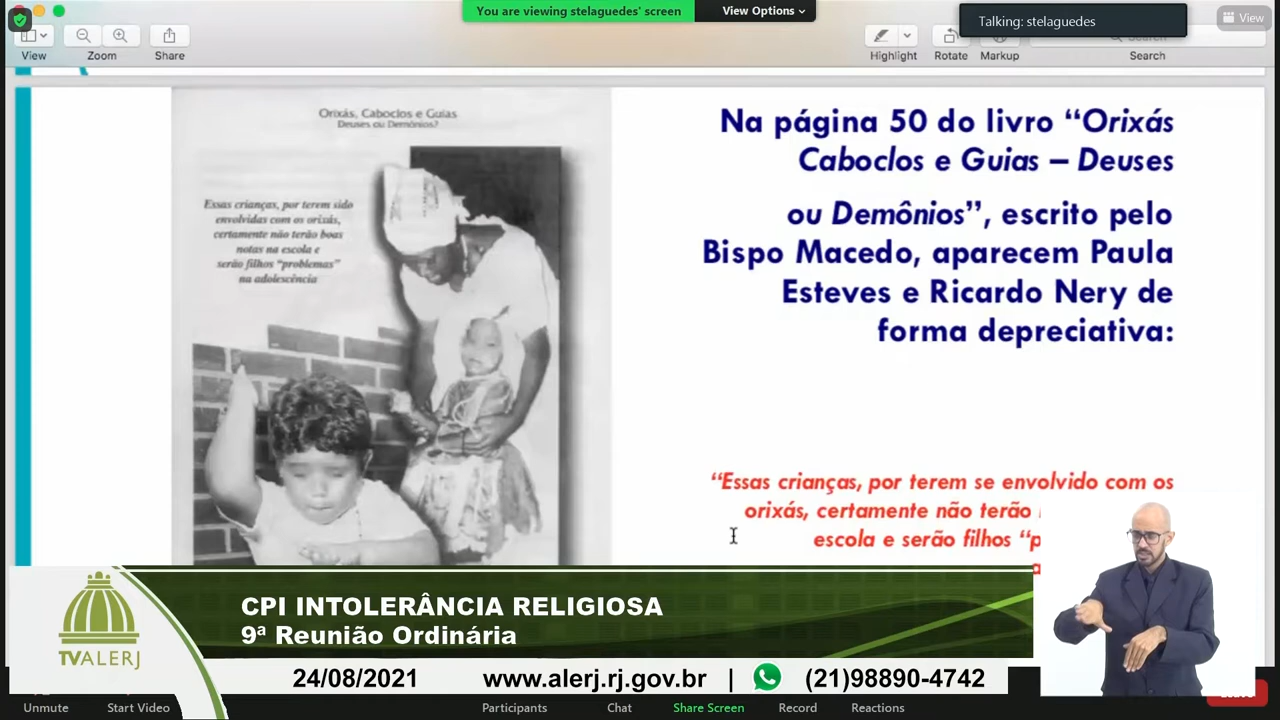 You are viewing stelaguedes' screen
View Options
Talking: stelaguedes
View
View
Zoom
Share
Highlight
Rotate
Markup
Search
Search
Orixás, Caboclos e Guias
Deuses ou Demônios?
Essas crianças, por terem sido
envolvidas com os orixás,
certamente não terão boas
notas na escola e
serão filhos "problemas"
na adolescência
Na página 50 do livro “Orixás
Caboclos e Guias – Deuses
ou Demônios”, escrito pelo
Bispo Macedo, aparecem Paula
Esteves e Ricardo Nery de
forma depreciativa:
“Essas crianças, por terem se envolvido com os
orixás, certamente não terão
escola e serão filhos “p
CPI INTOLERÂNCIA RELIGIOSA
9ª Reunião Ordinária
TVALERJ
24/08/2021 www.alerj.rj.gov.br | (21)98890-4742
Unmute
Start Video
Participants
Chat
Share Screen
Record
Reactions